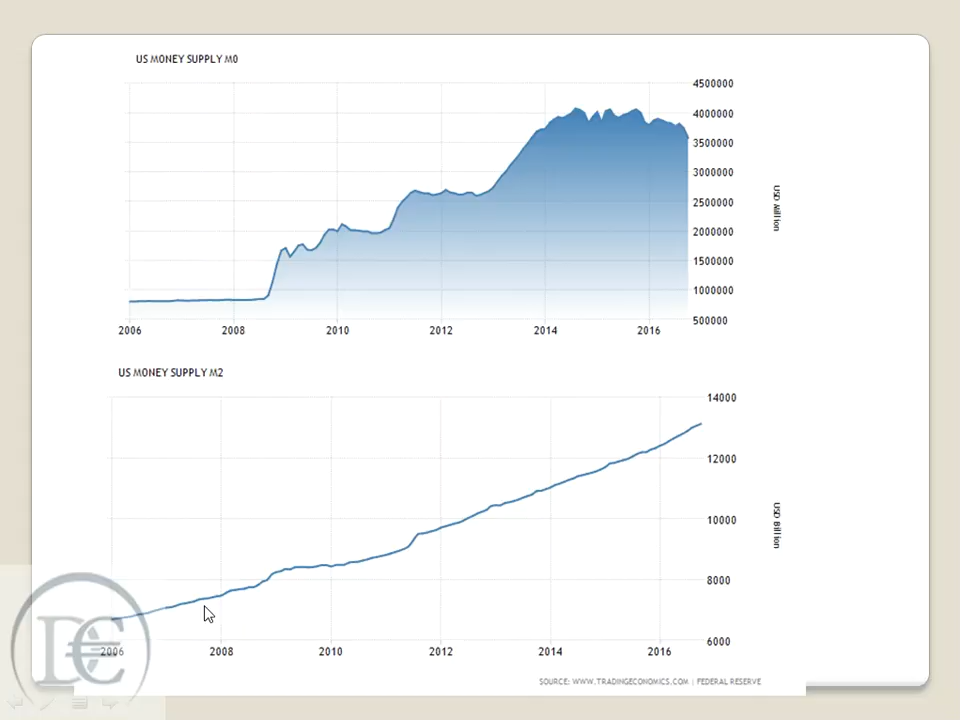 US MONEY SUPPLY M0
4500000
4000000
3500000
3000000
2500000
2000000
1500000
1000000
500000
USD Million
2006 2008 2010 2012 2014 2016
US MONEY SUPPLY M2
14000
12000
10000
8000
6000
USD Billion
2006 2008 2010 2012 2014 2016
SOURCE: WWW.TRADINGECONOMICS.COM | FEDERAL RESERVE
D€